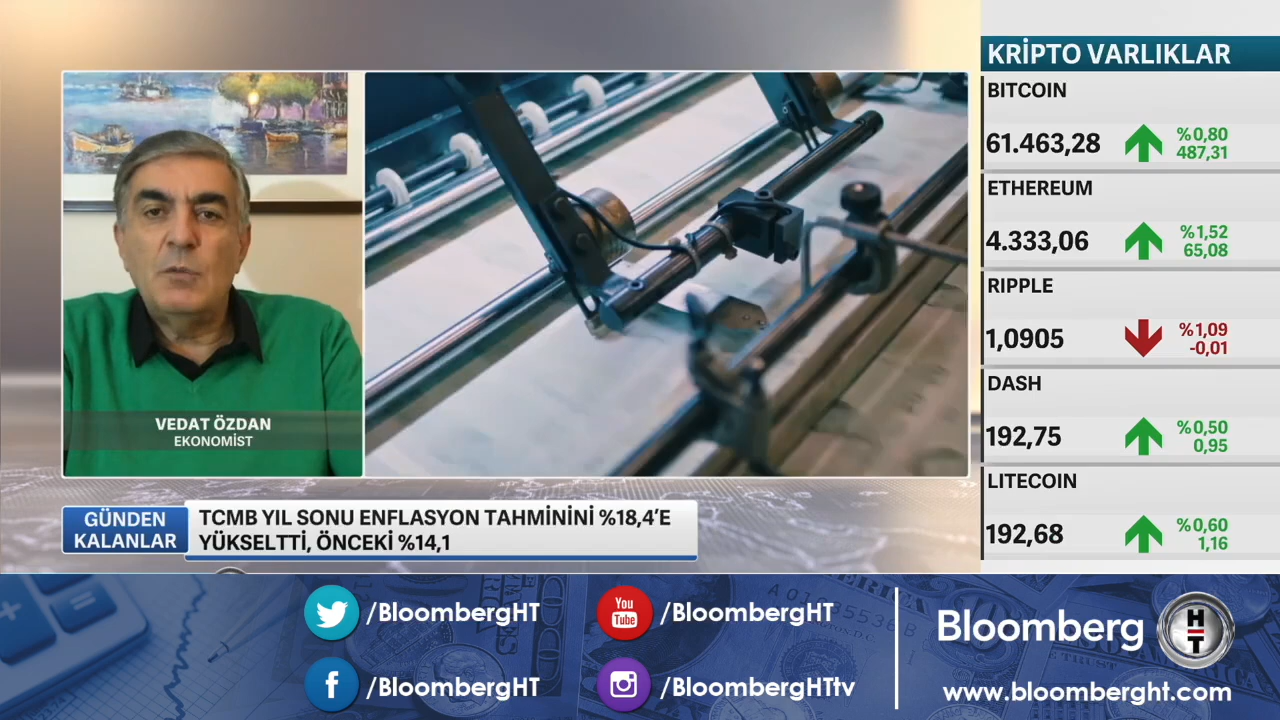 KRİPTO VARLIKLAR
BITCOIN
61.463,28
%0,80
487,31
ETHEREUM
4.333,06
%1,52
65,08
RIPPLE
1,0905
%1,09
-0,01
DASH
192,75
%0,50
0,95
LITECOIN
192,68
%0,60
1,16
VEDAT ÖZDAN
EKONOMİST
GÜNDEN
KALANLAR
TCMB YIL SONU ENFLASYON TAHMİNİNİ %18,4'E
YÜKSELTTİ, ÖNCEKİ %14,1
/BloombergHT
You
Tube
/BloombergHT
f
/BloombergHT
/BloombergHTtv
Bloomberg
HT
www.bloomberght.com